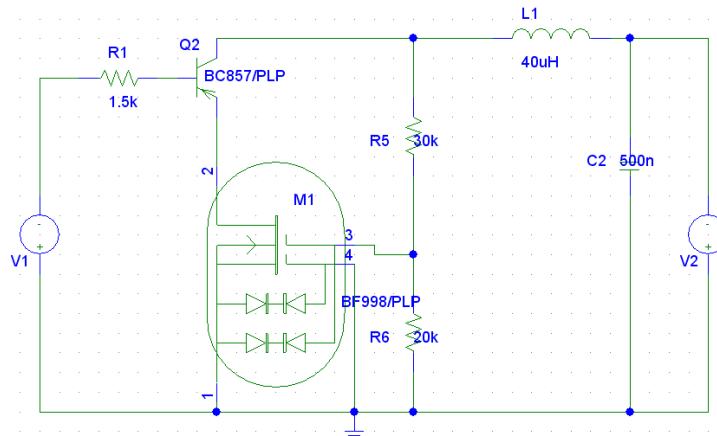 L1
R1
Q2
BC857/PLP
40uH
1.5k
R5
30k
C2
500n
2
M1
-
+
V1
3
4
-
+
V2
BF998/PLP
R6
20k
1